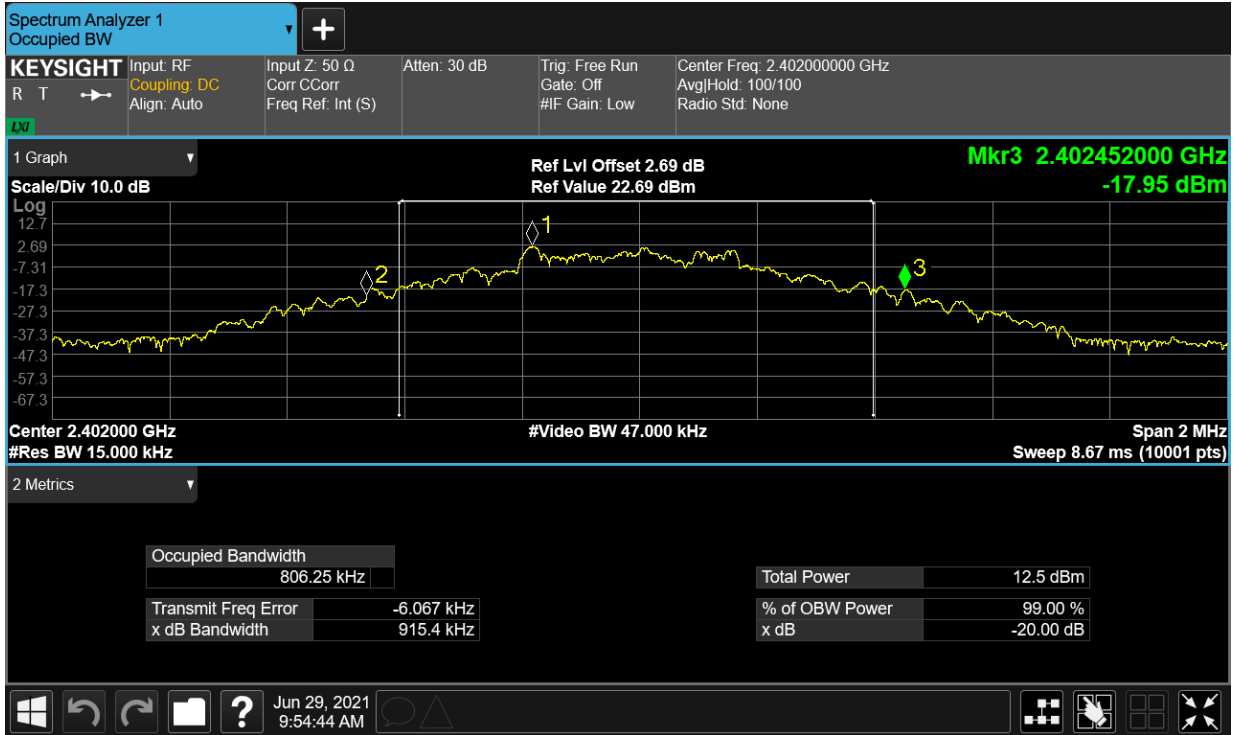 Spectrum Analyzer 1
Occupied BW
KEYSIGHT
R T
LXI
Input: RF
Coupling: DC
Align: Auto
Input Z: 50 Ω
Corr CCorr
Freq Ref: Int (S)
Atten: 30 dB
Trig: Free Run
Gate: Off
#IF Gain: Low
Center Freq: 2.402000000 GHz
Avg|Hold: 100/100
Radio Std: None
1 Graph
Scale/Div 10.0 dB
Ref Lvl Offset 2.69 dB
Ref Value 22.69 dBm
Mkr3 2.402452000 GHz
-17.95 dBm
Log
12.7
2.69
-7.31
-17.3
-27.3
-37.3
-47.3
-57.3
-67.3
1
2
3
Center 2.402000 GHz
#Res BW 15.000 kHz
#Video BW 47.000 kHz
Span 2 MHz
Sweep 8.67 ms (10001 pts)
2 Metrics
Occupied Bandwidth
806.25 kHz
Transmit Freq Error -6.067 kHz
x dB Bandwidth 915.4 kHz
Total Power 12.5 dBm
% of OBW Power 99.00 %
x dB -20.00 dB
?
Jun 29, 2021
9:54:44 AM